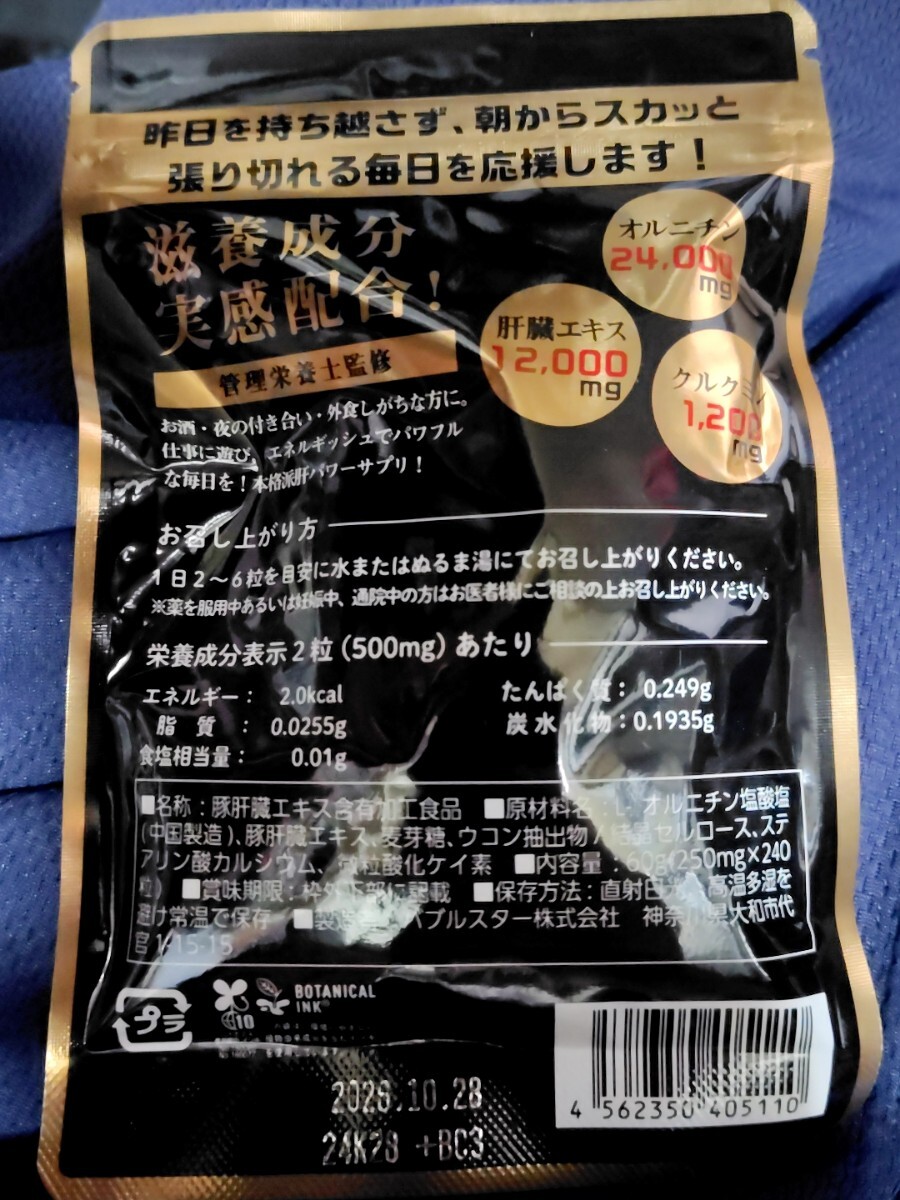 昨日を持ち越さず、朝からスカッと
張り切れる毎日を応援します!
滋養成分
実感配合!
管理栄養士監修
お酒・夜の付き合い・外食しがちな方に。
仕事に遊び、エネルギッシュでパワフル
な毎日を!本格派肝パワーサプリ!
オルニチン
24,000
mg
肝臓エキス
12,000
mg
クルクミン
1,200
mg
お召し上がり方
1日2〜6粒を目安に水またはぬるま湯にてお召し上がりください。
※薬を服用中あるいは妊娠中、通院中の方はお医者様にご相談の上お召し上がりください。
栄養成分表示2粒(500mg)あたり
エネルギー: 2.0kcal たんぱく質: 0.249g
脂質: 0.0255g 炭水化物:0.1935g
食塩相当量: 0.01g
■名称:豚肝臓エキス含有加工食品 ■原材料名:L-オルニチン塩酸塩
(中国製造)、豚肝臓エキス、麦芽糖、ウコン抽出物/結晶セルロース、ステ
アリン酸カルシウム、微粒酸化ケイ素 ■内容量:60g(250mg×240
粒) ■賞味期限:枠外下部に記載 ■保存方法:直射日光、高温多湿を
避け常温で保存 ■製造 バブルスター株式会社 神奈川県大和市代
官1-15-15
プラ
10
BOTANICAL
INK
4 562350 405110
2026.10.28
24K28 +BC3